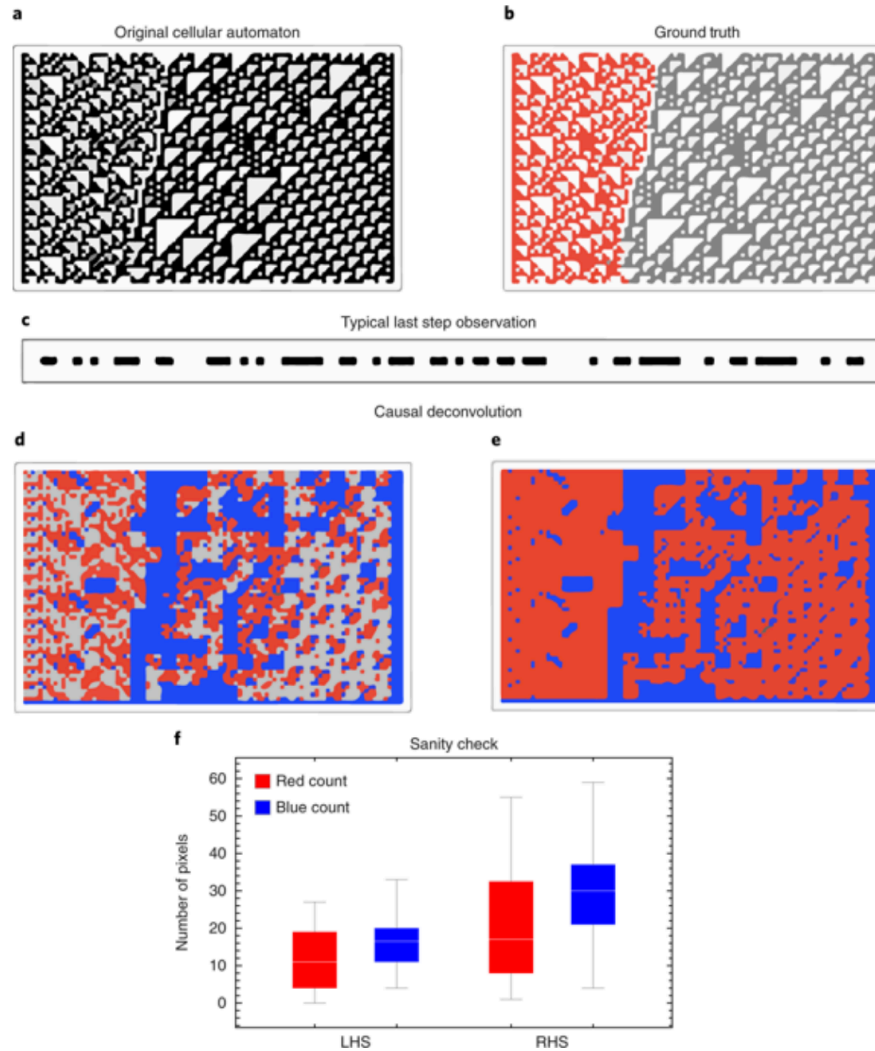 a
Original cellular automaton
b
Ground truth
c
Typical last step observation
Causal deconvolution
d
e
f
Sanity check
Red count
Blue count
Number of pixels
60
50
40
30
20
10
0
LHS
RHS